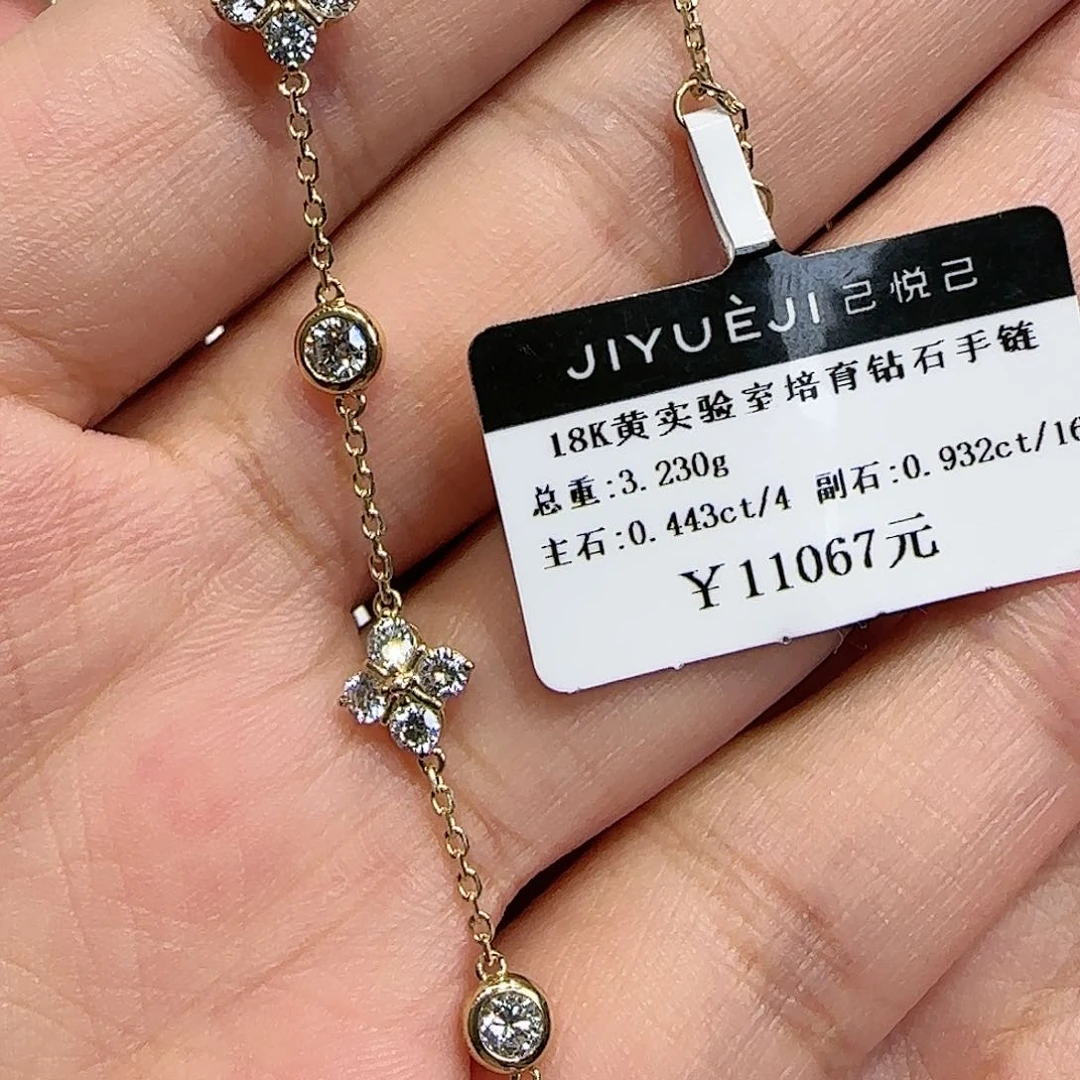 JIYUÈJI 己悦己
18K黄实验室培育钻石手链
总重:3.230g
主石:0.443ct/4 副石:0.932ct/16
￥11067元